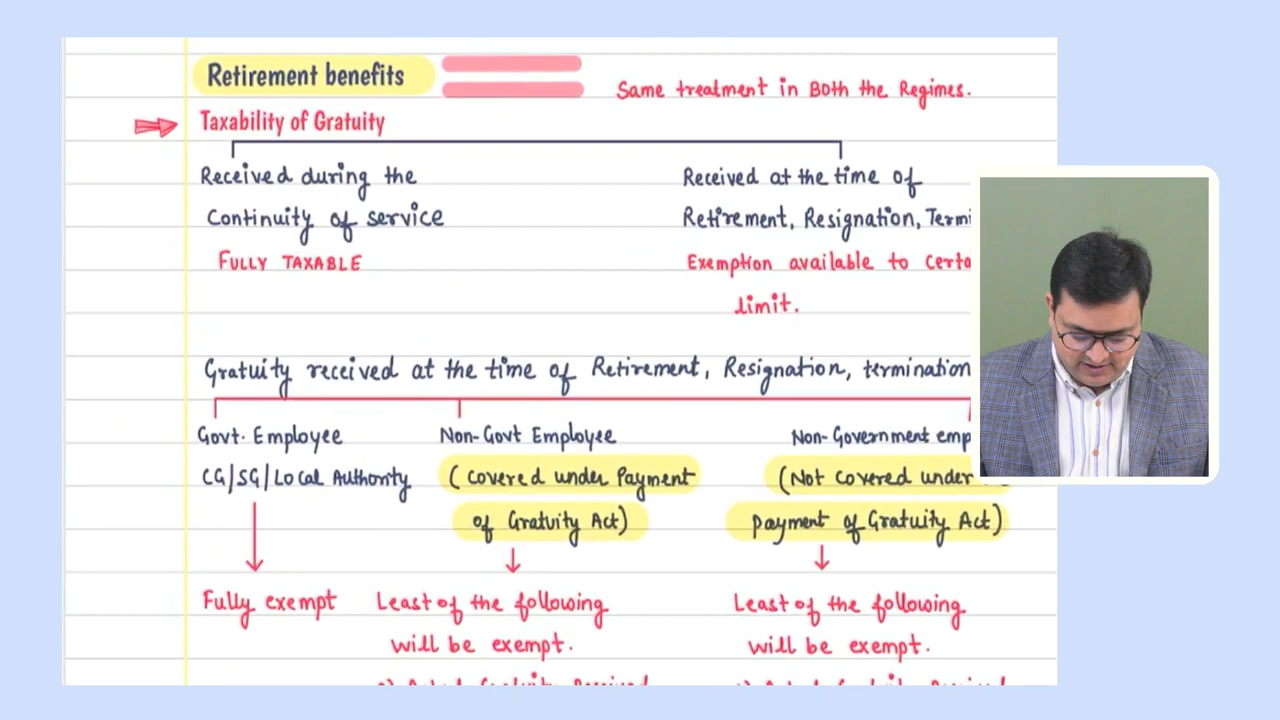 Retirement benefits
Same treatment in BOTH the Regimes.
Taxability of Gratuity
Received during the
Continuity of service
FULLY TAXABLE
Received at the time of
Retirement, Resignation,
Exemption available to
limit.
Gratuity received at the time of Retirement, Resignation, termination
Govt. Employee
CG/SG/Local Authority
Fully exempt
Non-Govt Employee
(Covered under Payment
of Gratuity Act)
Least of the following
will be exempt.
Non-Government
(Not covered under
payment of Gratuity Act)
Least of the following
will be exempt.